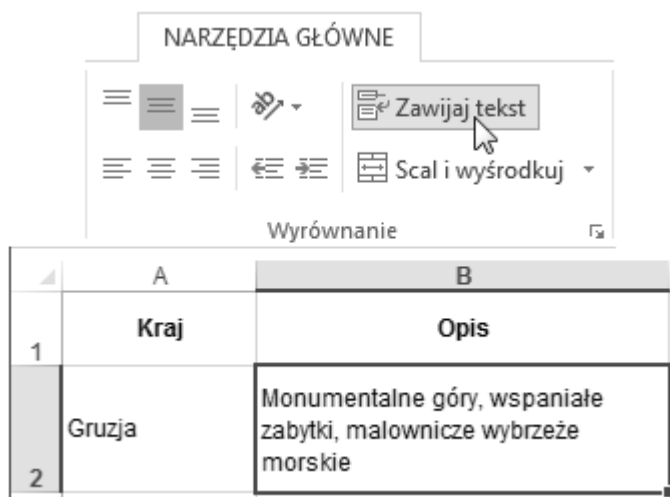 NARZĘDZIA GŁÓWNE
ab
Zawijaj tekst
Scal i wyśrodkuj
Wyrównanie
A B
1 Kraj Opis
2 Gruzja Monumentalne góry, wspaniałe
zabytki, malownicze wybrzeże
morskie